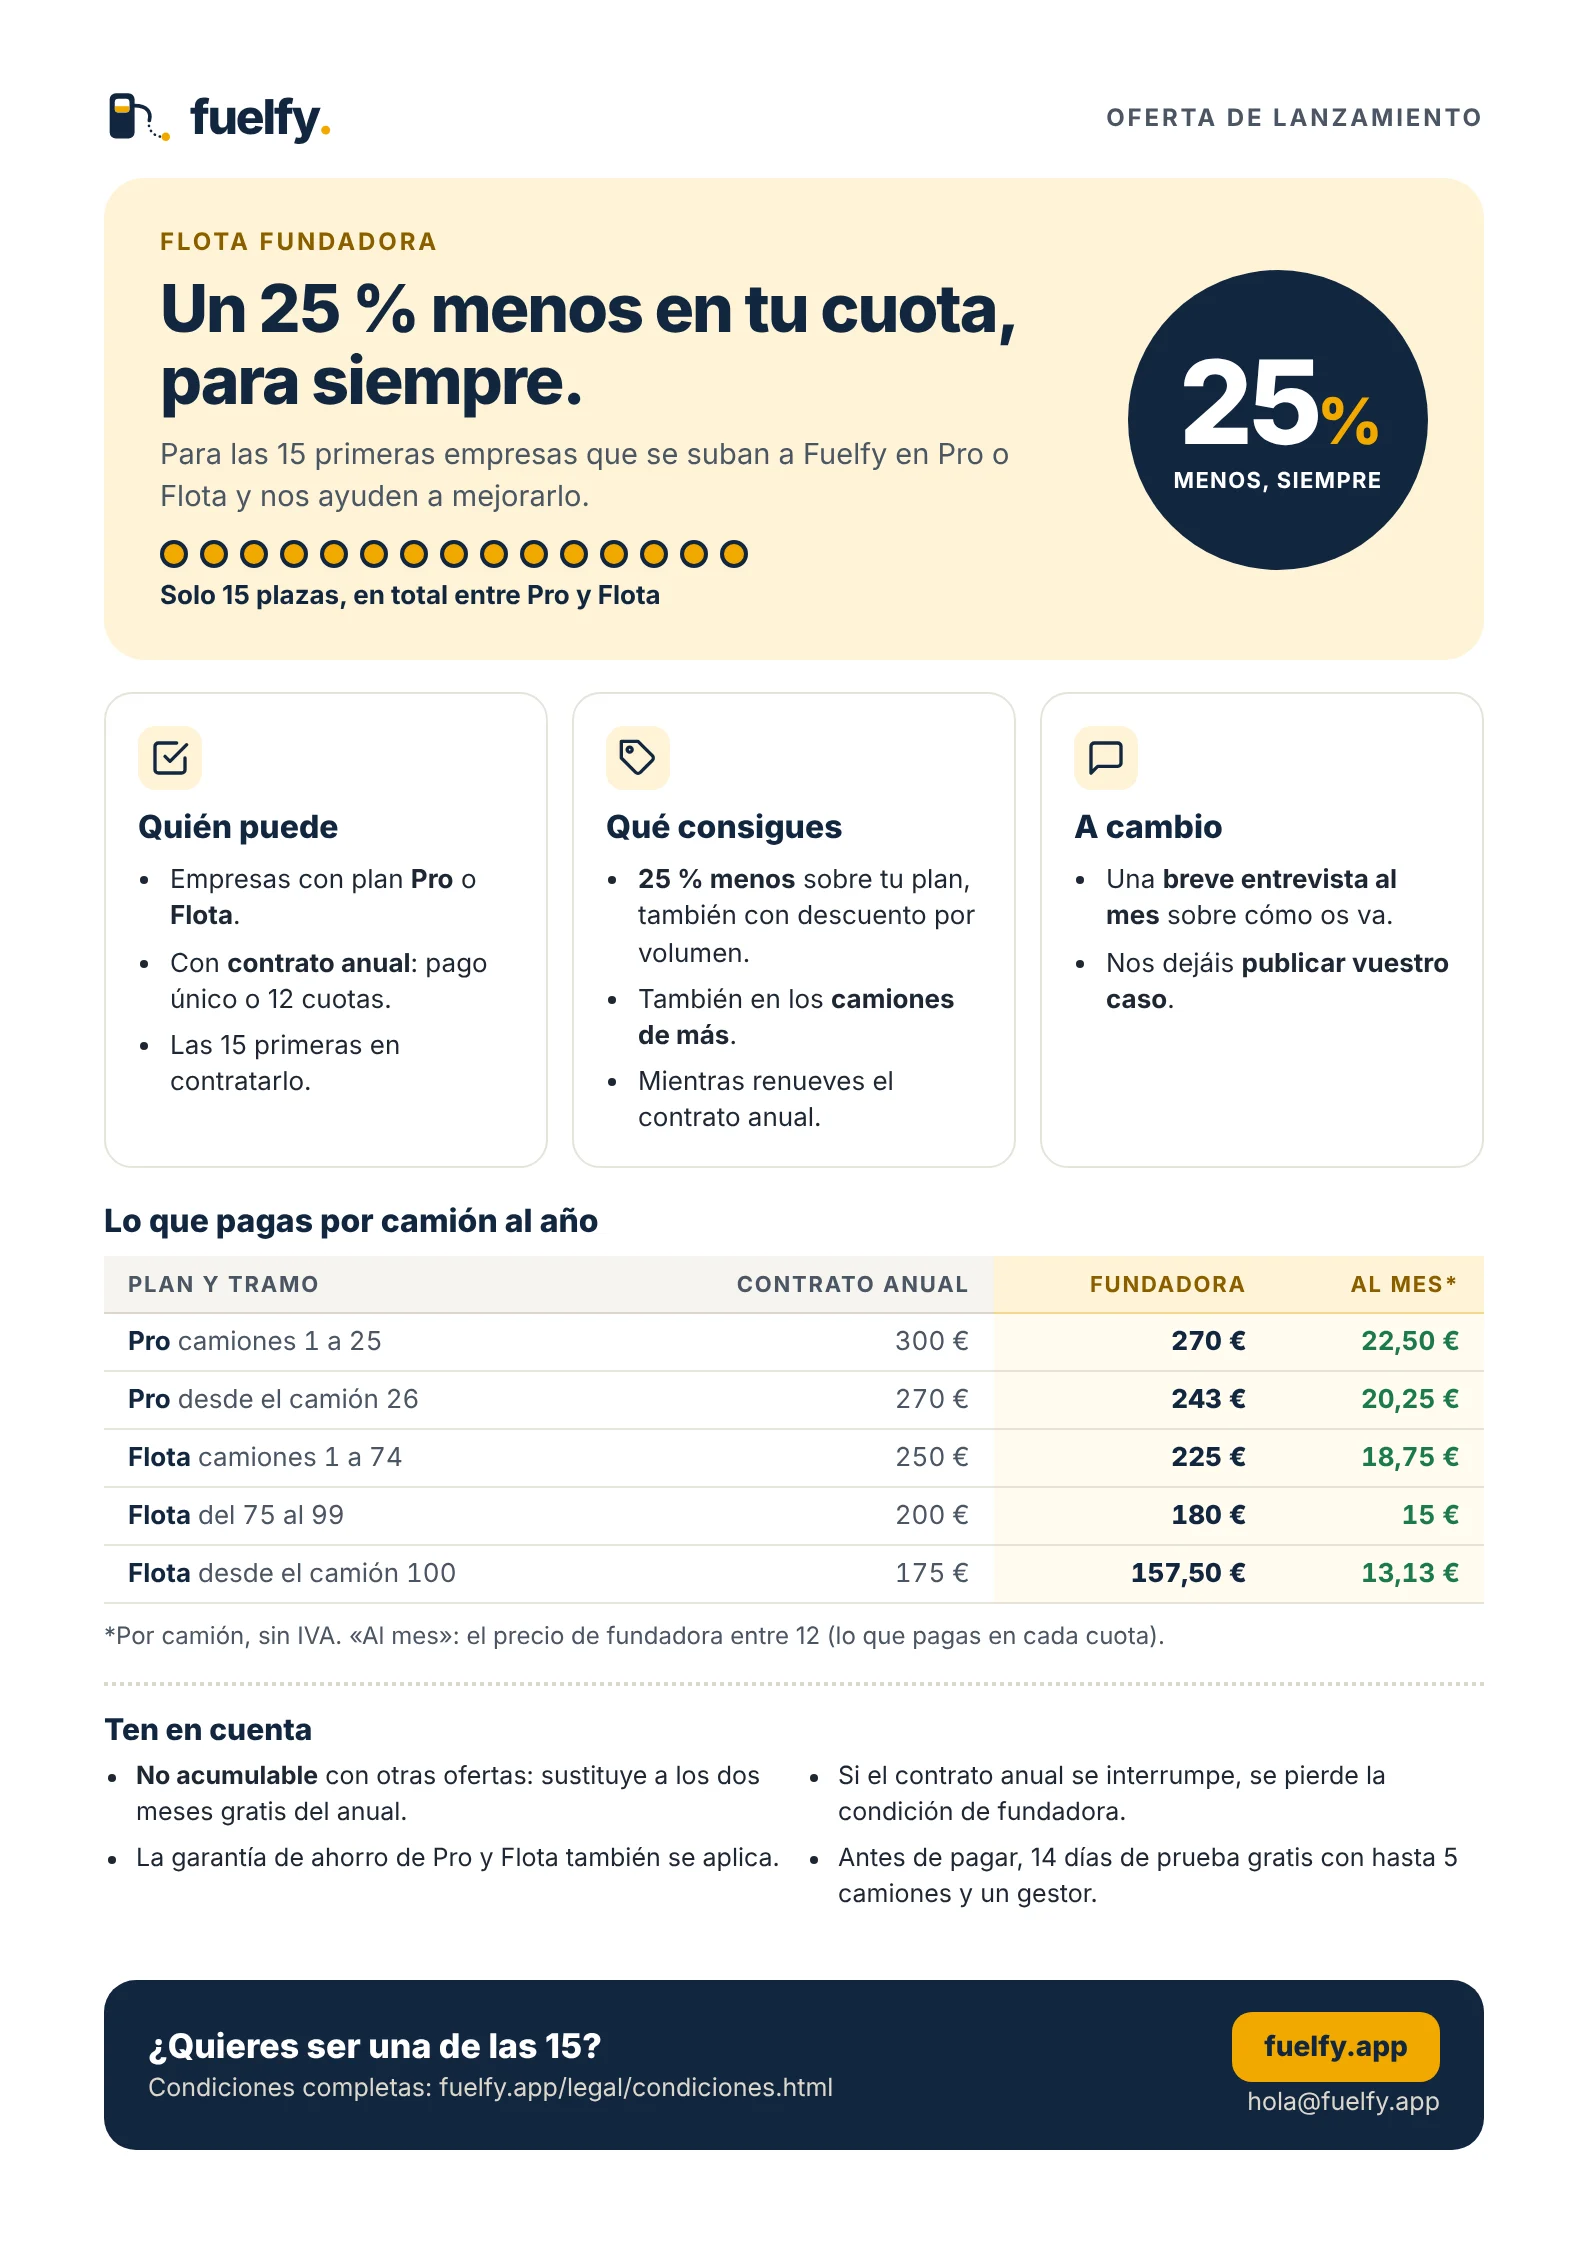 fuelfy.
OFERTA DE LANZAMIENTO
FLOTA FUNDADORA
Un 25 % menos en tu cuota,
para siempre.
Para las 15 primeras empresas que se suban a Fuelfy en Pro o
Flota y nos ayuden a mejorarlo.
Solo 15 plazas, en total entre Pro y Flota
25%
MENOS, SIEMPRE
Quién puede
• Empresas con plan Pro o
Flota.
• Con contrato anual: pago
único o 12 cuotas.
• Las 15 primeras en
contratarlo.
Qué consigues
• 25 % menos sobre tu plan,
también con descuento por
volumen.
• También en los camiones
de más.
• Mientras renueves el
contrato anual.
A cambio
• Una breve entrevista al
mes sobre cómo os va.
• Nos dejáis publicar vuestro
caso.
Lo que pagas por camión al año
PLAN Y TRAMO CONTRATO ANUAL FUNDADORA AL MES*
Pro camiones 1 a 25 300 € 270 € 22,50 €
Pro desde el camión 26 270 € 243 € 20,25 €
Flota camiones 1 a 74 250 € 225 € 18,75 €
Flota del 75 al 99 200 € 180 € 15 €
Flota desde el camión 100 175 € 157,50 € 13,13 €
*Por camión, sin IVA. «Al mes»: el precio de fundadora entre 12 (lo que pagas en cada cuota).
Ten en cuenta
• No acumulable con otras ofertas: sustituye a los dos
meses gratis del anual.
• La garantía de ahorro de Pro y Flota también se aplica.
• Si el contrato anual se interrumpe, se pierde la
condición de fundadora.
• Antes de pagar, 14 días de prueba gratis con hasta 5
camiones y un gestor.
¿Quieres ser una de las 15?
Condiciones completas: fuelfy.app/legal/condiciones.html
fuelfy.app
hola@fuelfy.app